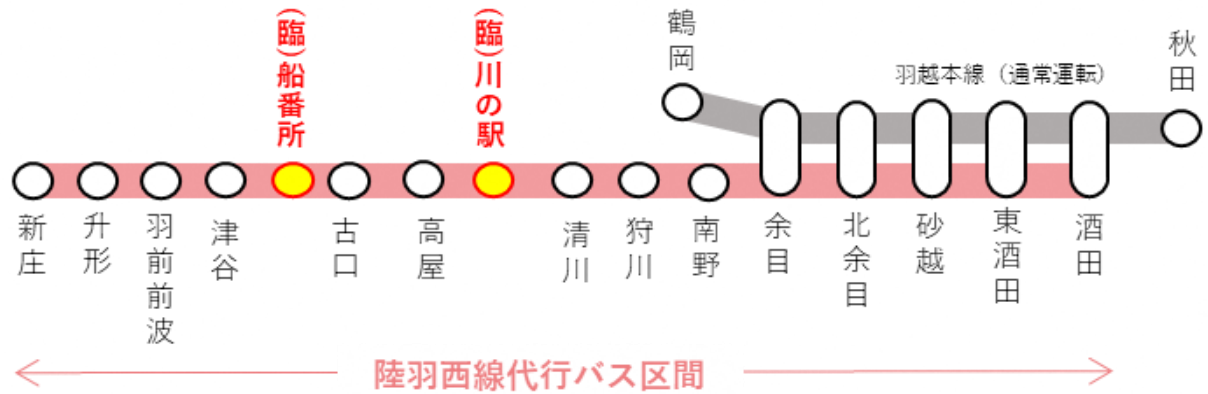 (臨)船番所
(臨)川の駅
鶴岡
秋田
羽越本線（通常運転）
新庄
升形
羽前前波
津谷
古口
高屋
清川
狩川
南野
余目
北余目
砂越
東酒田
酒田
陸羽西線代行バス区間